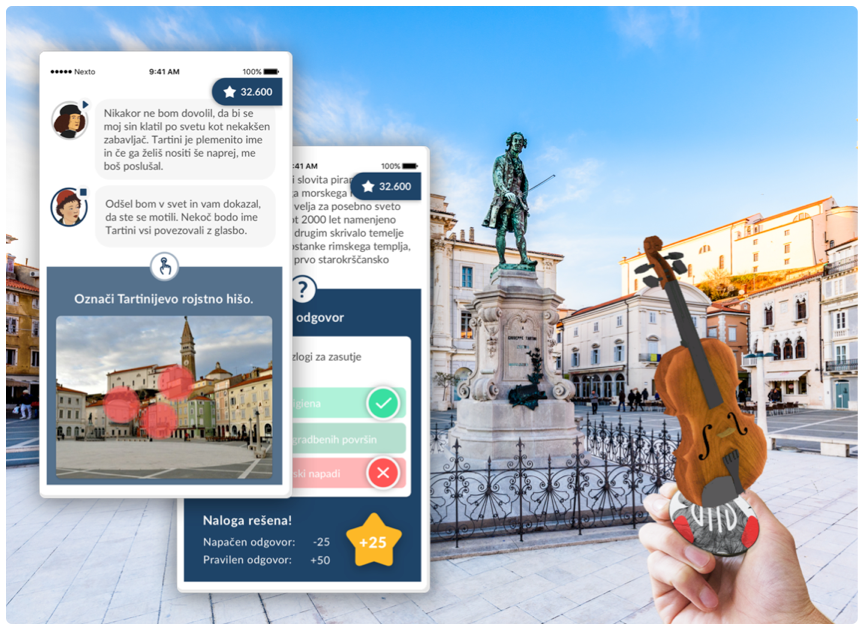 Nexto
9:41 AM
100%
32.600
Nikakor ne bom dovolil, da bi se
moj sin klatil po svetu kot nekakšen
zabavljač. Tartini je plemenito ime
in če ga želiš nositi še naprej, me
boš poslušal.
Odšel bom v svet in vam dokazal,
da ste se motili. Nekoč bodo ime
Tartini vsi povezovali z glasbo.
Označi Tartinijevo rojstno hišo.
:41 AM
100%
32.600
i slovita pira
a morskega
velja za posebno sveto
ot 2000 let namenjeno
drugim skrivalo temelje
ostanke rimskega templja,
prvo starokrščansko
?
odgovor
zlogi za zasutje
giena
gradbenih površin
ski napadi
Naloga rešena!
Napačen odgovor: -25
Pravilen odgovor: +50
+25